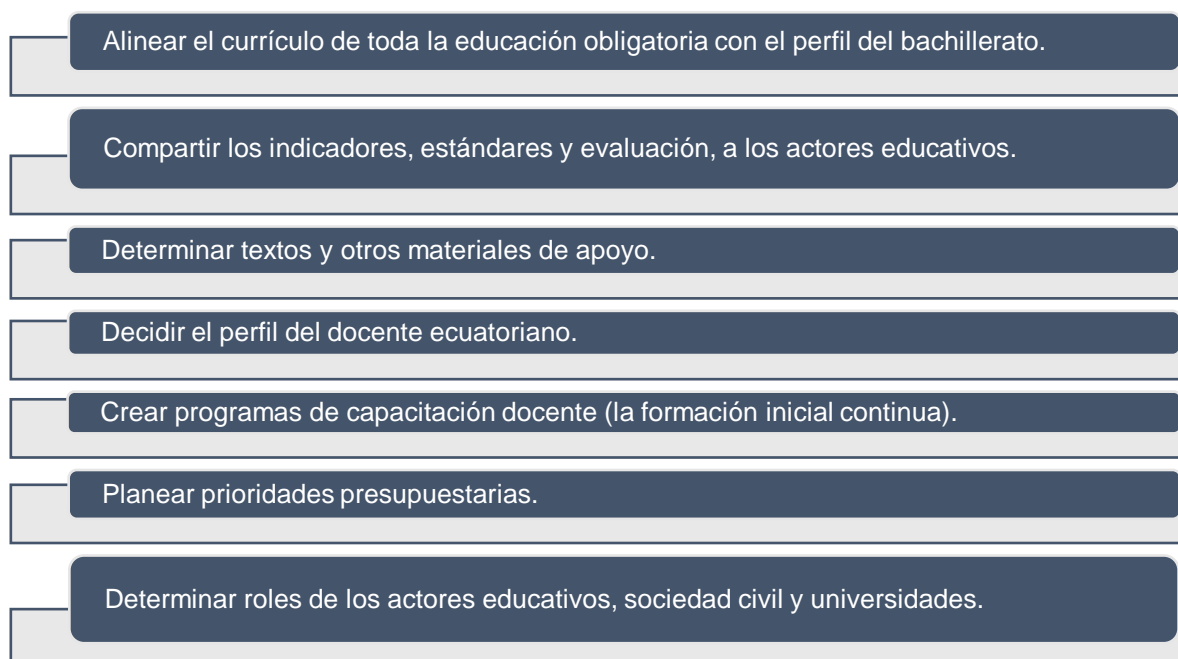 Alinear el currículo de toda la educación obligatoria con el perfil del bachillerato.
Compartir los indicadores, estándares y evaluación, a los actores educativos.
Determinar textos y otros materiales de apoyo.
Decidir el perfil del docente ecuatoriano.
Crear programas de capacitación docente (la formación inicial continua).
Planear prioridades presupuestarias.
Determinar roles de los actores educativos, sociedad civil y universidades.